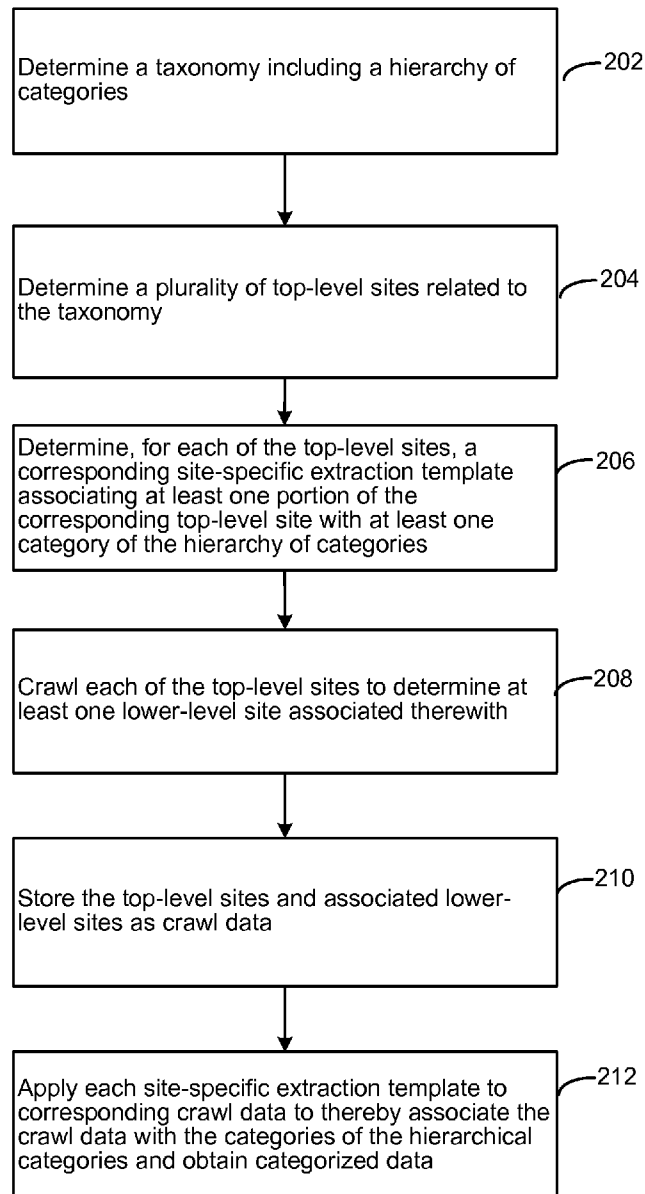 Determine a taxonomy including a hierarchy of
categories
202
Determine a plurality of top-level sites related to
the taxonomy
204
Determine, for each of the top-level sites, a
corresponding site-specific extraction template
associating at least one portion of the
corresponding top-level site with at least one
category of the hierarchy of categories
206
Crawl each of the top-level sites to determine at
least one lower-level site associated therewith
208
Store the top-level sites and associated lower-
level sites as crawl data
210
Apply each site-specific extraction template to
corresponding crawl data to thereby associate the
crawl data with the categories of the hierarchical
categories and obtain categorized data
212